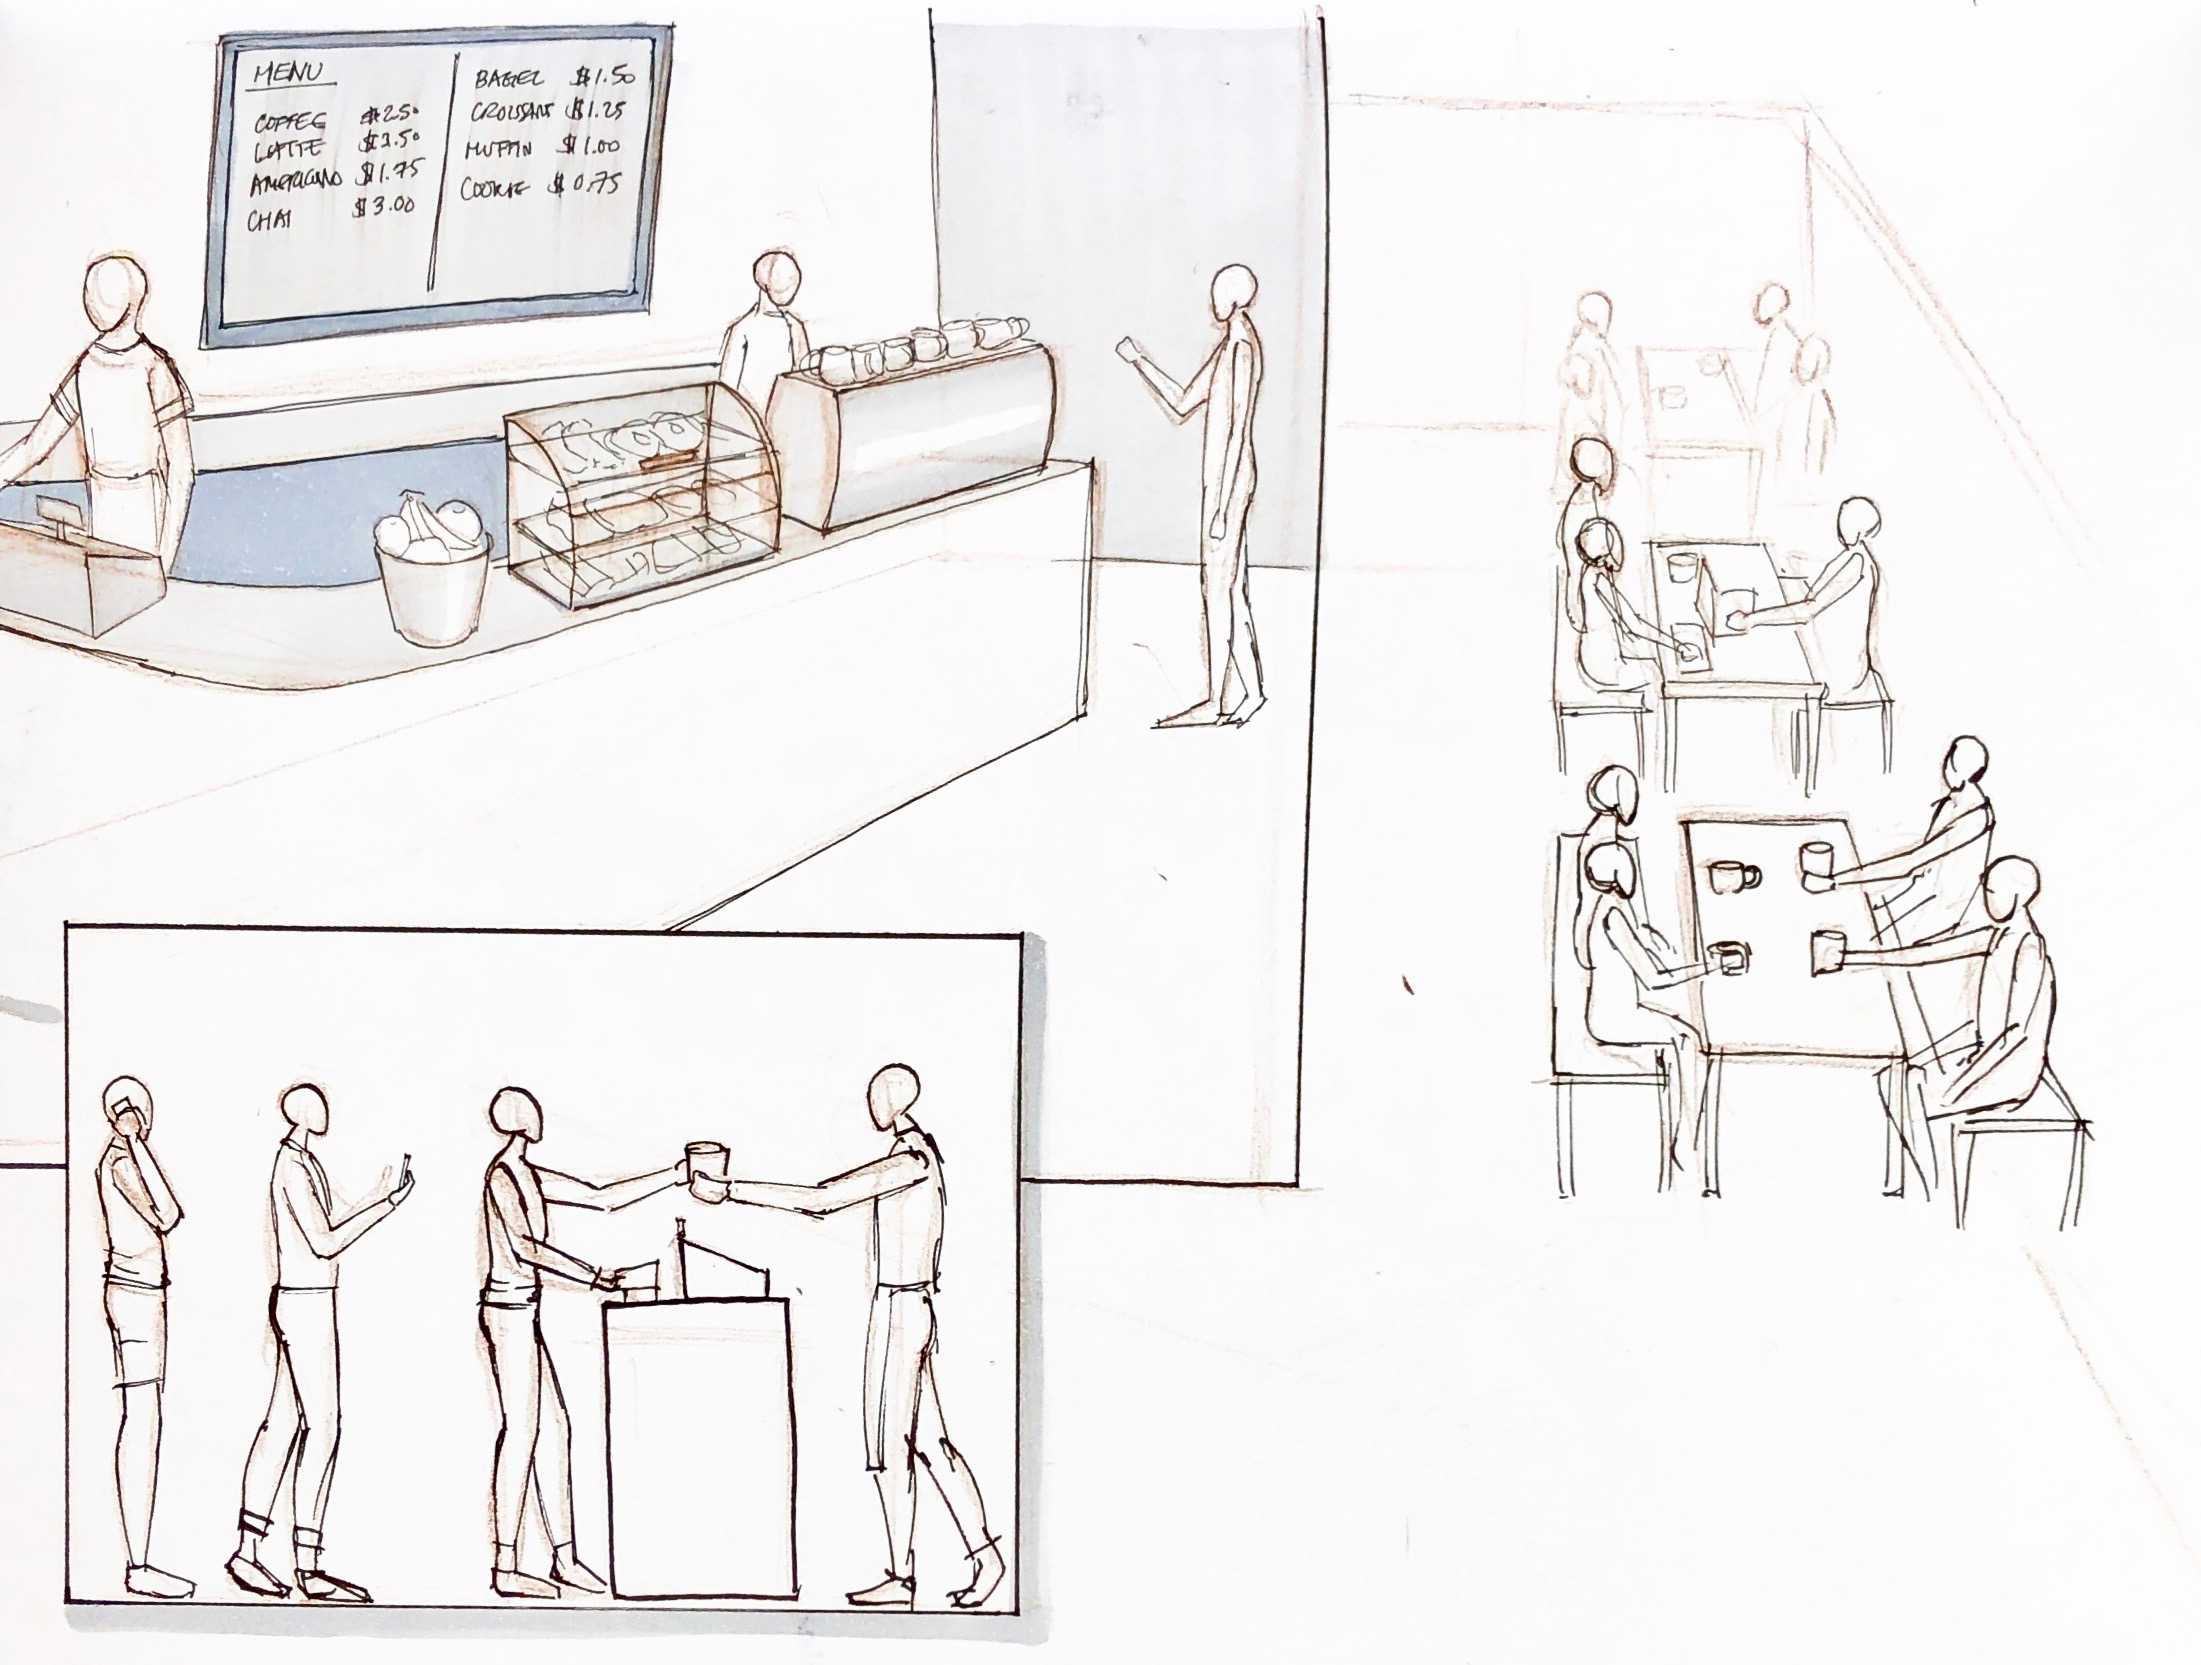 MENU
COFFEE $2.50
LATTE $3.50
AMERICANO $1.75
CHAI $3.00
BAGEL $1.50
CROISSANT $1.25
MUFFIN $1.00
COOKIE $0.75